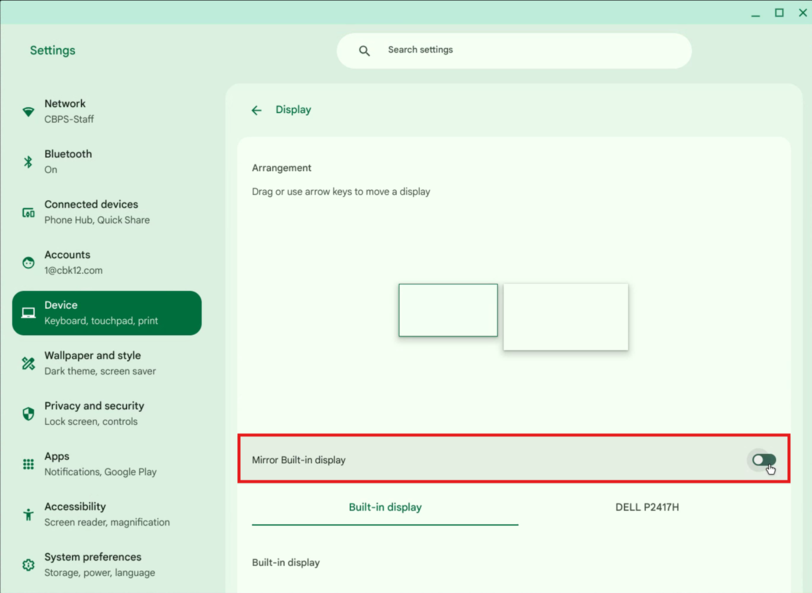 Settings
Search settings
Network
CBPS-Staff
Bluetooth
On
Connected devices
Phone Hub, Quick Share
Accounts
1@cbk12.com
Device
Keyboard, touchpad, print
Wallpaper and style
Dark theme, screen saver
Privacy and security
Lock screen, controls
Apps
Notifications, Google Play
Accessibility
Screen reader, magnification
System preferences
Storage, power, language
Display
Arrangement
Drag or use arrow keys to move a display
Mirror Built-in display
Built-in display
DELL P2417H
Built-in display